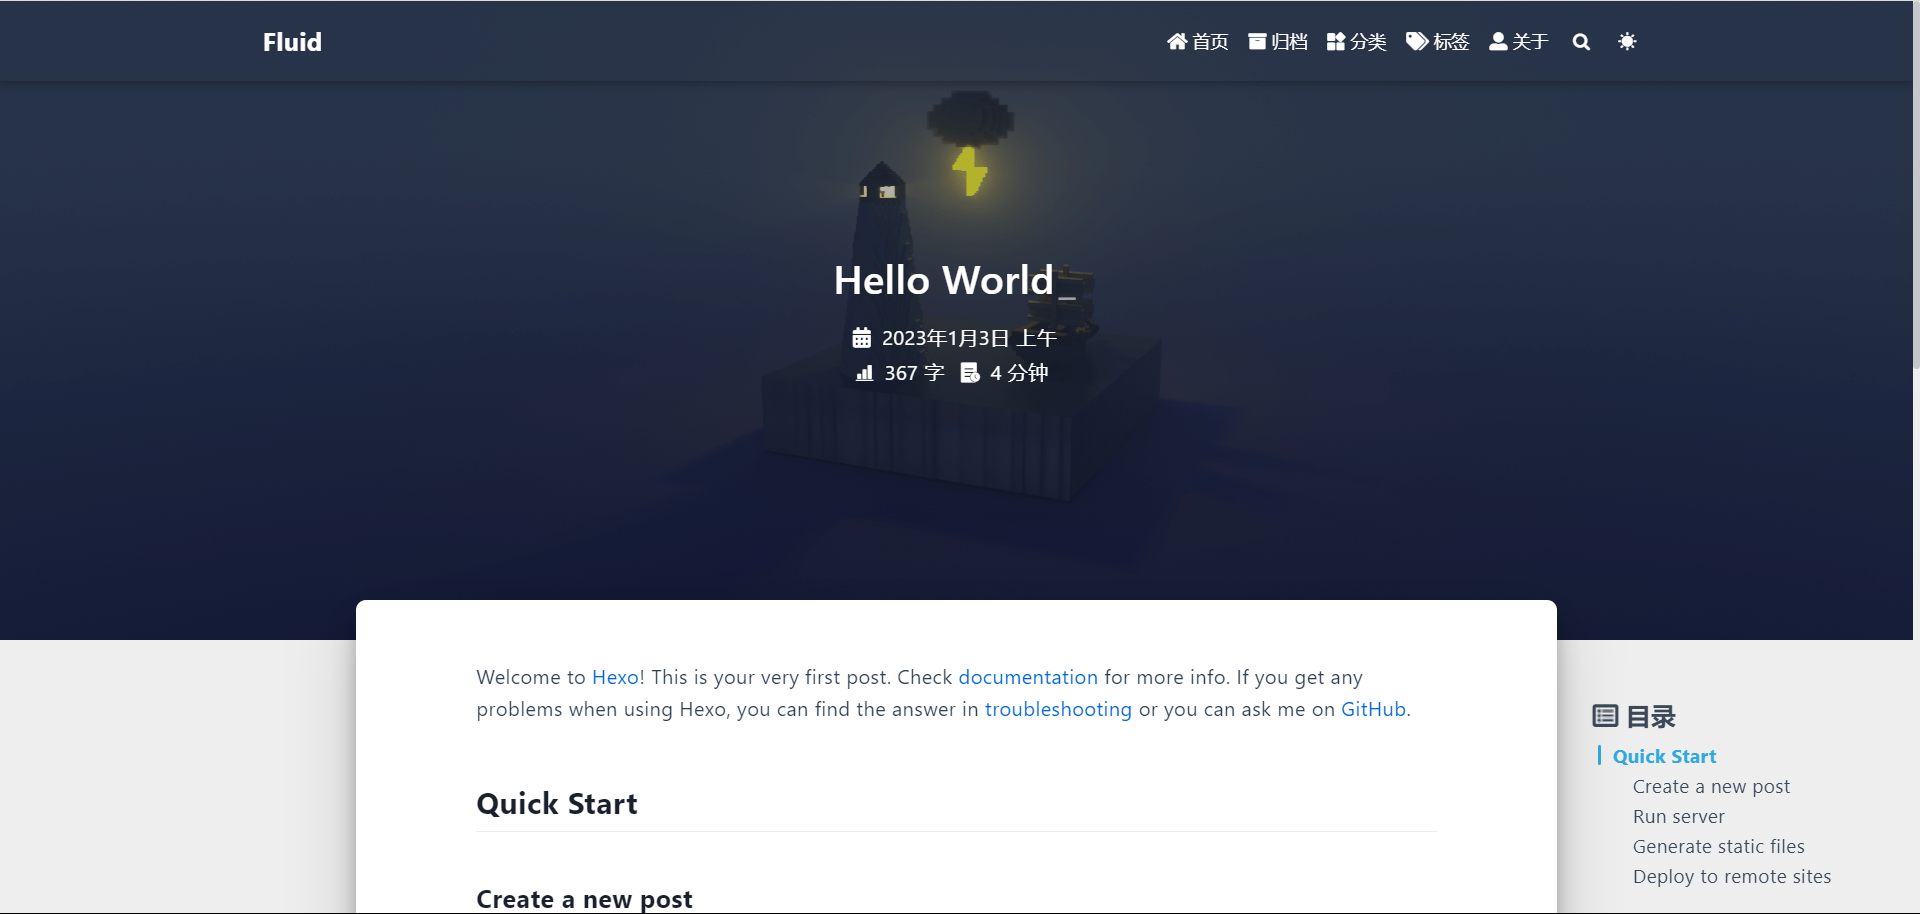 Fluid
首页 归档 分类 标签 关于
Hello World_
2023年1月3日 上午
367 字 4 分钟
Welcome to Hexo! This is your very first post. Check documentation for more info. If you get any
problems when using Hexo, you can find the answer in troubleshooting or you can ask me on GitHub.
Quick Start
Create a new post
目录
Quick Start
Create a new post
Run server
Generate static files
Deploy to remote sites